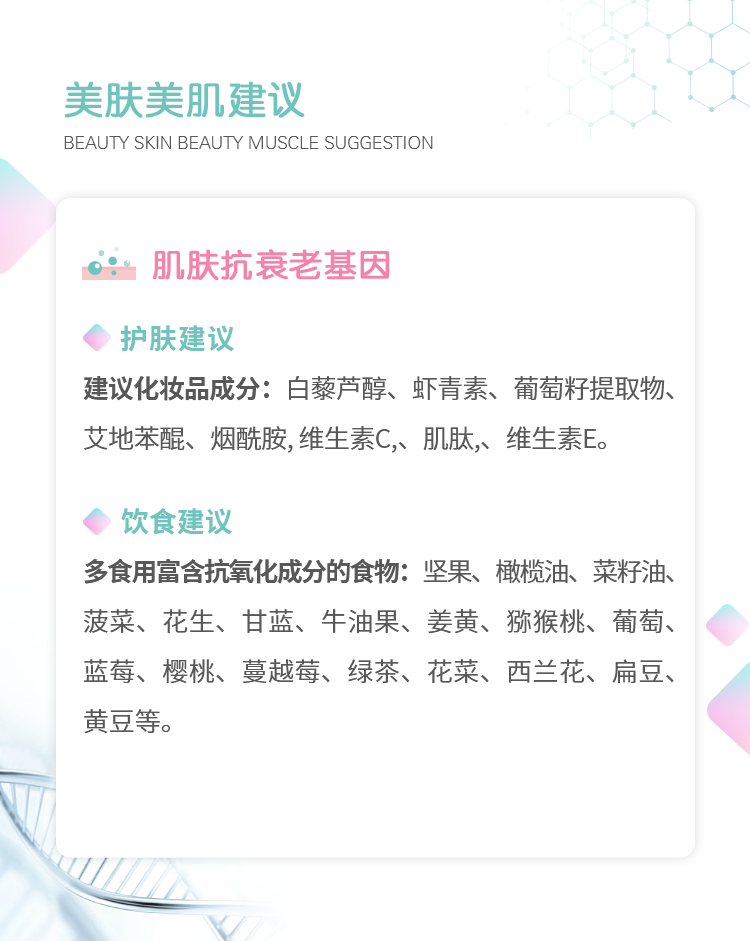 美肤美肌建议
BEAUTY SKIN BEAUTY MUSCLE SUGGESTION
肌肤抗衰老基因
护肤建议
建议化妆品成分：白藜芦醇、虾青素、葡萄籽提取物、
艾地苯醌、烟酰胺, 维生素C,、肌肽,、维生素E。
饮食建议
多食用富含抗氧化成分的食物：坚果、橄榄油、菜籽油、
菠菜、花生、甘蓝、牛油果、姜黄、猕猴桃、葡萄、
蓝莓、樱桃、蔓越莓、绿茶、花菜、西兰花、扁豆、
黄豆等。